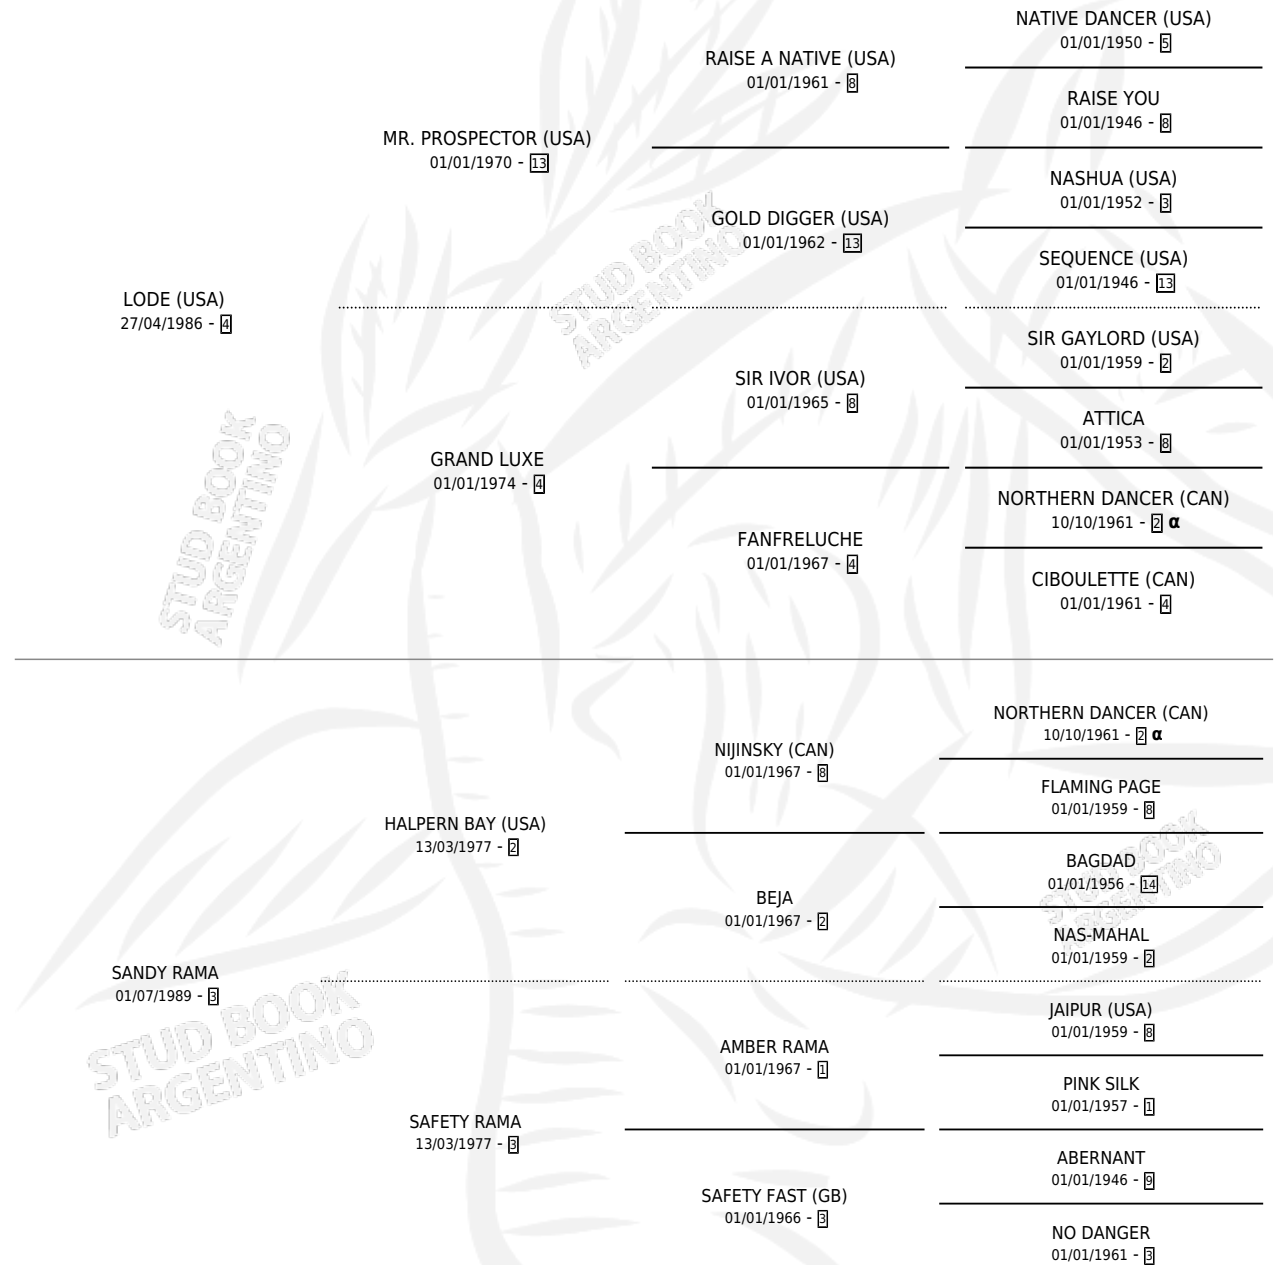 NATIVE DANCER (USA)
01/01/1950 - 5
RAISE A NATIVE (USA)
01/01/1961 - 8
RAISE YOU
01/01/1946 - 8
MR. PROSPECTOR (USA)
01/01/1970 - 13
NASHUA (USA)
01/01/1952 - 3
GOLD DIGGER (USA)
01/01/1962 - 13
SEQUENCE (USA)
01/01/1946 - 13
LODE (USA)
27/04/1986 - 4
STUD BOOK
ARGENTINO
SIR GAYLORD (USA)
01/01/1959 - 2
SIR IVOR (USA)
01/01/1965 - 8
ATTICA
01/01/1953 - 8
GRAND LUXE
01/01/1974 - 4
NORTHERN DANCER (CAN)
10/10/1961 - 2 α
FANFRELUCHE
01/01/1967 - 4
CIBOULETTE (CAN)
01/01/1961 - 4
STUD BOOK
ARGENTINO
NORTHERN DANCER (CAN)
10/10/1961 - 2 α
NIJINSKY (CAN)
01/01/1967 - 8
FLAMING PAGE
01/01/1959 - 8
HALPERN BAY (USA)
13/03/1977 - 2
BAGDAD
01/01/1956 - 14
STUD BOOK
ARGENTINO
BEJA
01/01/1967 - 2
NAS-MAHAL
01/01/1959 - 2
SANDY RAMA
01/07/1989 - 3
STUD BOOK
ARGENTINO
JAIPUR (USA)
01/01/1959 - 8
AMBER RAMA
01/01/1967 - 1
PINK SILK
01/01/1957 - 1
SAFETY RAMA
13/03/1977 - 3
ABERNANT
01/01/1946 - 9
SAFETY FAST (GB)
01/01/1966 - 3
NO DANGER
01/01/1961 - 3